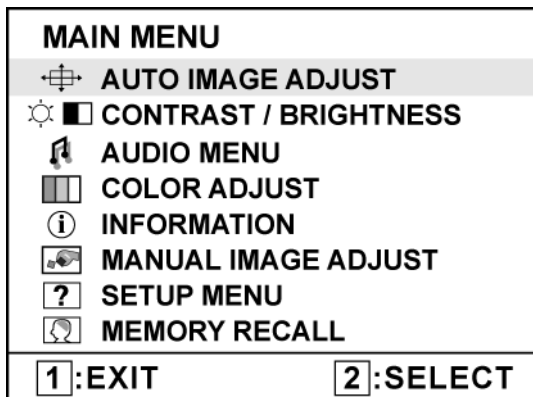 MAIN MENU
AUTO IMAGE ADJUST
CONTRAST / BRIGHTNESS
AUDIO MENU
COLOR ADJUST
i INFORMATION
MANUAL IMAGE ADJUST
? SETUP MENU
MEMORY RECALL
1 :EXIT 2 :SELECT